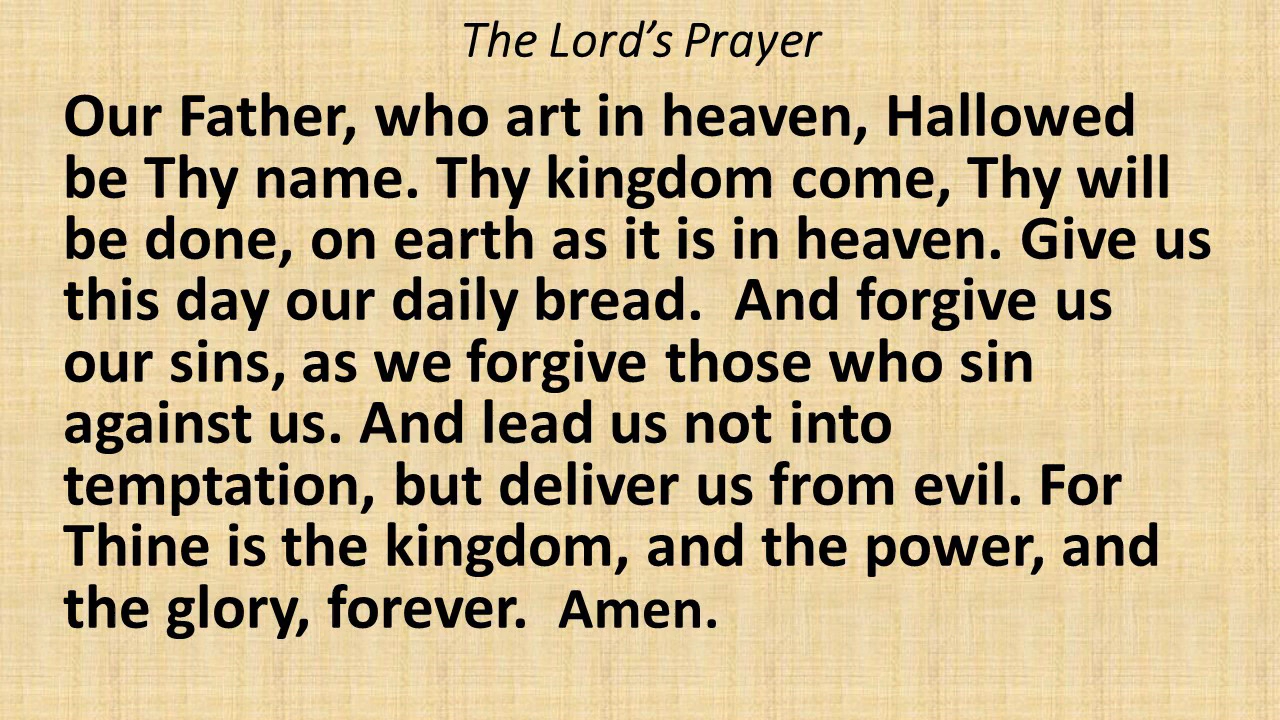 The Lord’s Prayer
Our Father, who art in heaven, Hallowed
be Thy name. Thy kingdom come, Thy will
be done, on earth as it is in heaven. Give us
this day our daily bread.  And forgive us
our sins, as we forgive those who sin
against us. And lead us not into
temptation, but deliver us from evil. For
Thine is the kingdom, and the power, and
the glory, forever.  Amen.